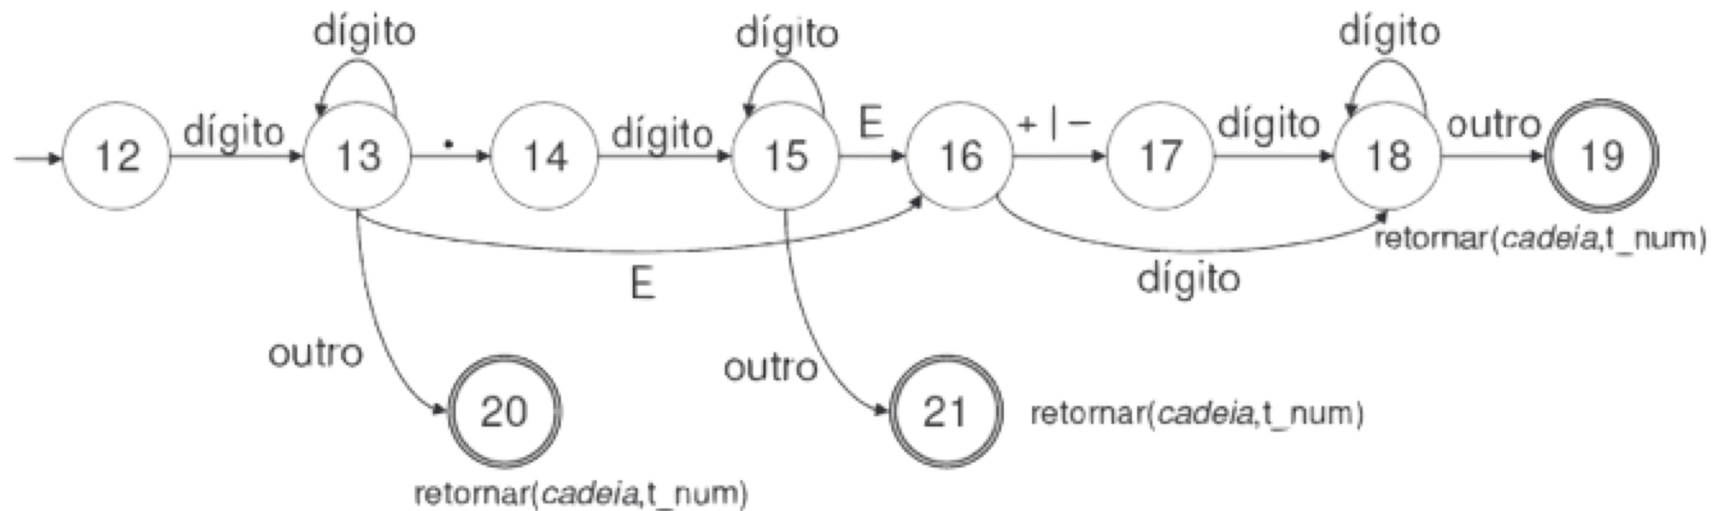 dígito dígito dígito
12 dígito 13 . 14 dígito 15 E 16 +|− 17 dígito 18 outro 19
retornar(cadeia,t_num)
E dígito
outro outro
20 21 retornar(cadeia,t_num)
retornar(cadeia,t_num)